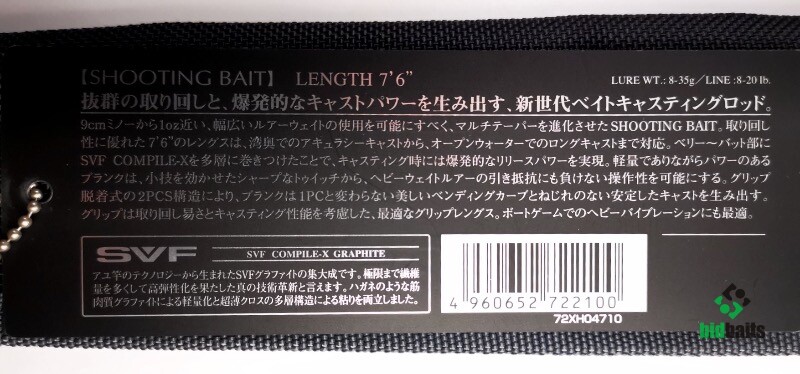 【SHOOTING BAIT】 LENGTH 7'6"
LURE WT.: 8-35g/LINE :8-20 lb.
抜群の取り回しと、爆発的なキャストパワーを生み出す、新世代ベイトキャスティングロッド。
9cmミノーから1oz近い、幅広いルアーウェイトの使用を可能にすべく、マルチテーパーを進化させたSHOOTING BAIT。取り回し
性に優れた7'6"のレングスは、湾奥でのアキュラシーキャストから、オープンウォーターでのロングキャストまで対応。ベリー〜バット部に
SVF COMPILE-Xを多層に巻きつけたことで、キャスティング時には爆発的なリリースパワーを実現。軽量でありながらパワーのある
ブランクは、小技を効かせたシャープなトゥイッチから、ヘビーウェイトルアーの引き抵抗にも負けない操作性を可能にする。グリップ
脱着式の2PCS構造により、ブランクは1PCと変わらない美しいベンディングカーブとねじれのない安定したキャストを生み出す。
グリップは取り回し易さとキャスティング性能を考慮した、最適なグリップレングス。ボートゲームでのヘビーバイブレーションにも最適。
SVF SVF COMPILE-X GRAPHITE
アユ竿のテクノロジーから生まれたSVFグラファイトの集大成です。極限まで繊維
量を多くして高弾性化を果たした真の技術革新と言えます。ハガネのような筋
肉質グラファイトによる軽量化と超薄クロスの多層構造による粘りを両立しました。
4 960652 722100
72XH04710
bidbaits